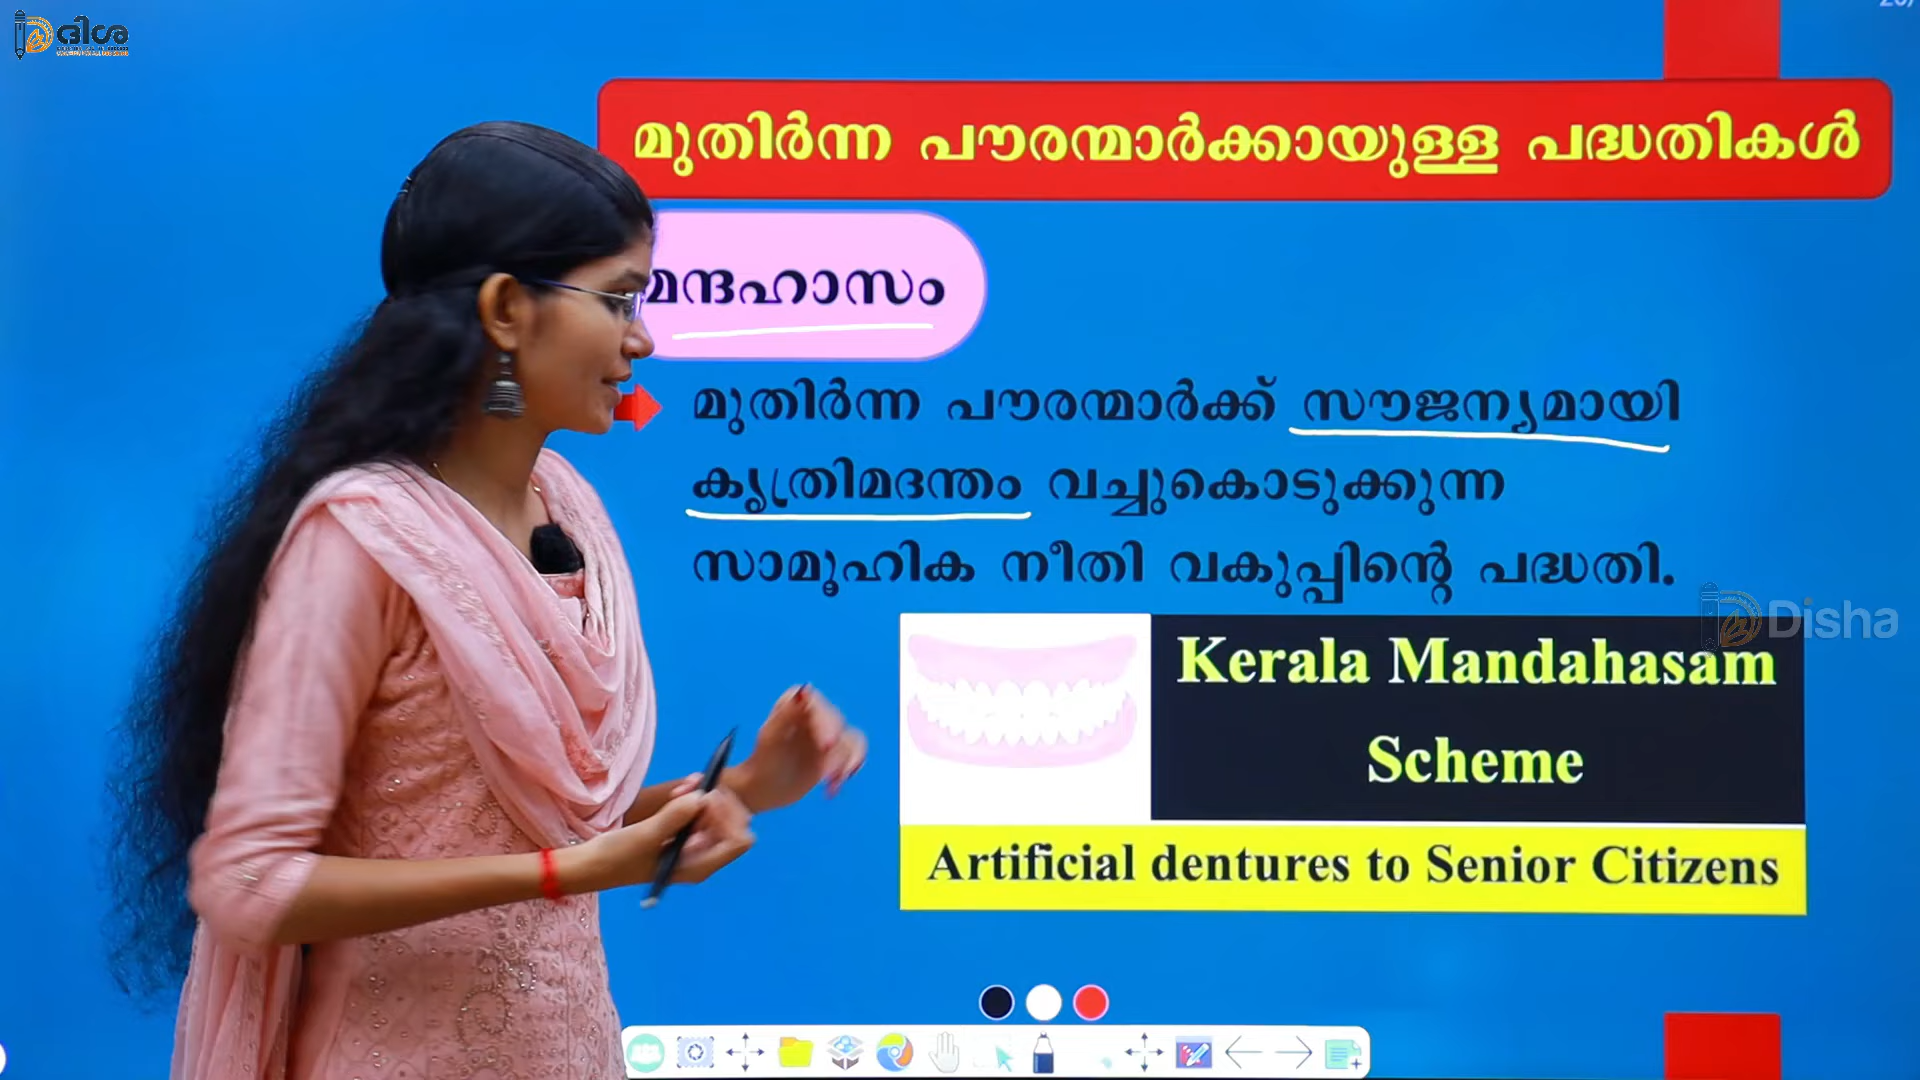 ദിശ
മുതിർന്ന പൗരന്മാർക്കായുള്ള പദ്ധതികൾ
മന്ദഹാസം
മുതിർന്ന പൗരന്മാർക്ക് സൗജന്യമായി
കൃത്രിമദന്തം വച്ചുകൊടുക്കുന്ന
സാമൂഹിക നീതി വകുപ്പിന്റെ പദ്ധതി.
Disha
Kerala Mandahasam
Scheme
Artificial dentures to Senior Citizens